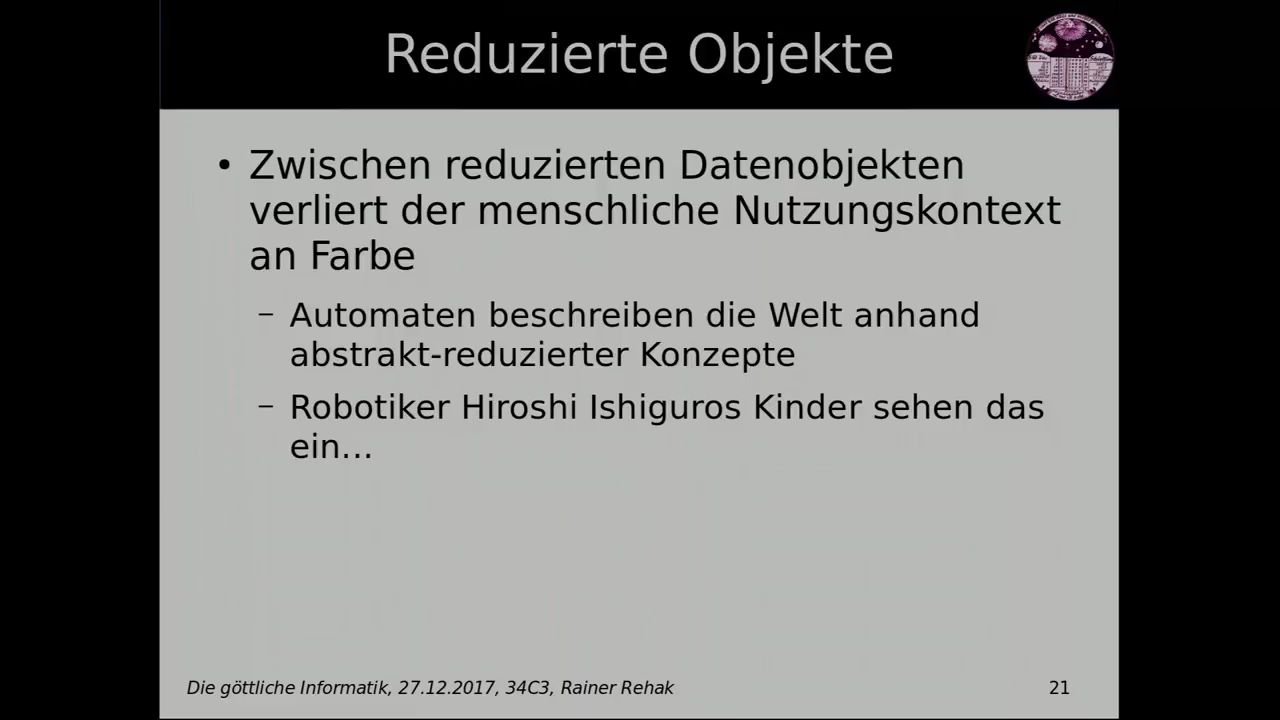 Reduzierte Objekte
• Zwischen reduzierten Datenobjekten
verliert der menschliche Nutzungskontext
an Farbe
– Automaten beschreiben die Welt anhand
abstrakt-reduzierter Konzepte
– Robotiker Hiroshi Ishiguros Kinder sehen das
ein...
Die göttliche Informatik, 27.12.2017, 34C3, Rainer Rehak
21